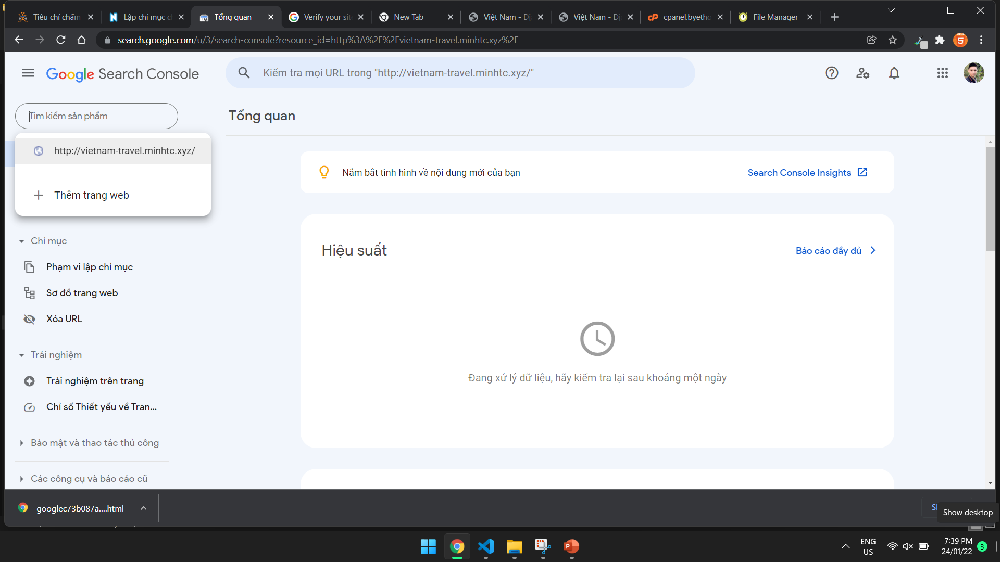 Tiêu chí chấm
Lập chỉ mục c
Tổng quan
Verify your site
New Tab
Việt Nam - Đị
Việt Nam - Đị
cpanel.byetho
File Manager
search.google.com/u/3/search-console?resource_id=http%3A%2F%2Fvietnam-travel.minhtc.xyz%2F
Google Search Console
Kiểm tra mọi URL trong "http://vietnam-travel.minhtc.xyz/"
Tìm kiếm sản phẩm
Tổng quan
http://vietnam-travel.minhtc.xyz/
Thêm trang web
Nắm bắt tình hình về nội dung mới của bạn
Search Console Insights
Hiệu suất
Báo cáo đầy đủ
Đang xử lý dữ liệu, hãy kiểm tra lại sau khoảng một ngày
Chỉ mục
Phạm vi lập chỉ mục
Sơ đồ trang web
Xóa URL
Trải nghiệm
Trải nghiệm trên trang
Chỉ số Thiết yếu về Tran...
Bảo mật và thao tác thủ công
Các công cụ và báo cáo cũ
googlec73b087a....html
Show desktop
ENG
US
7:39 PM
24/01/22
3